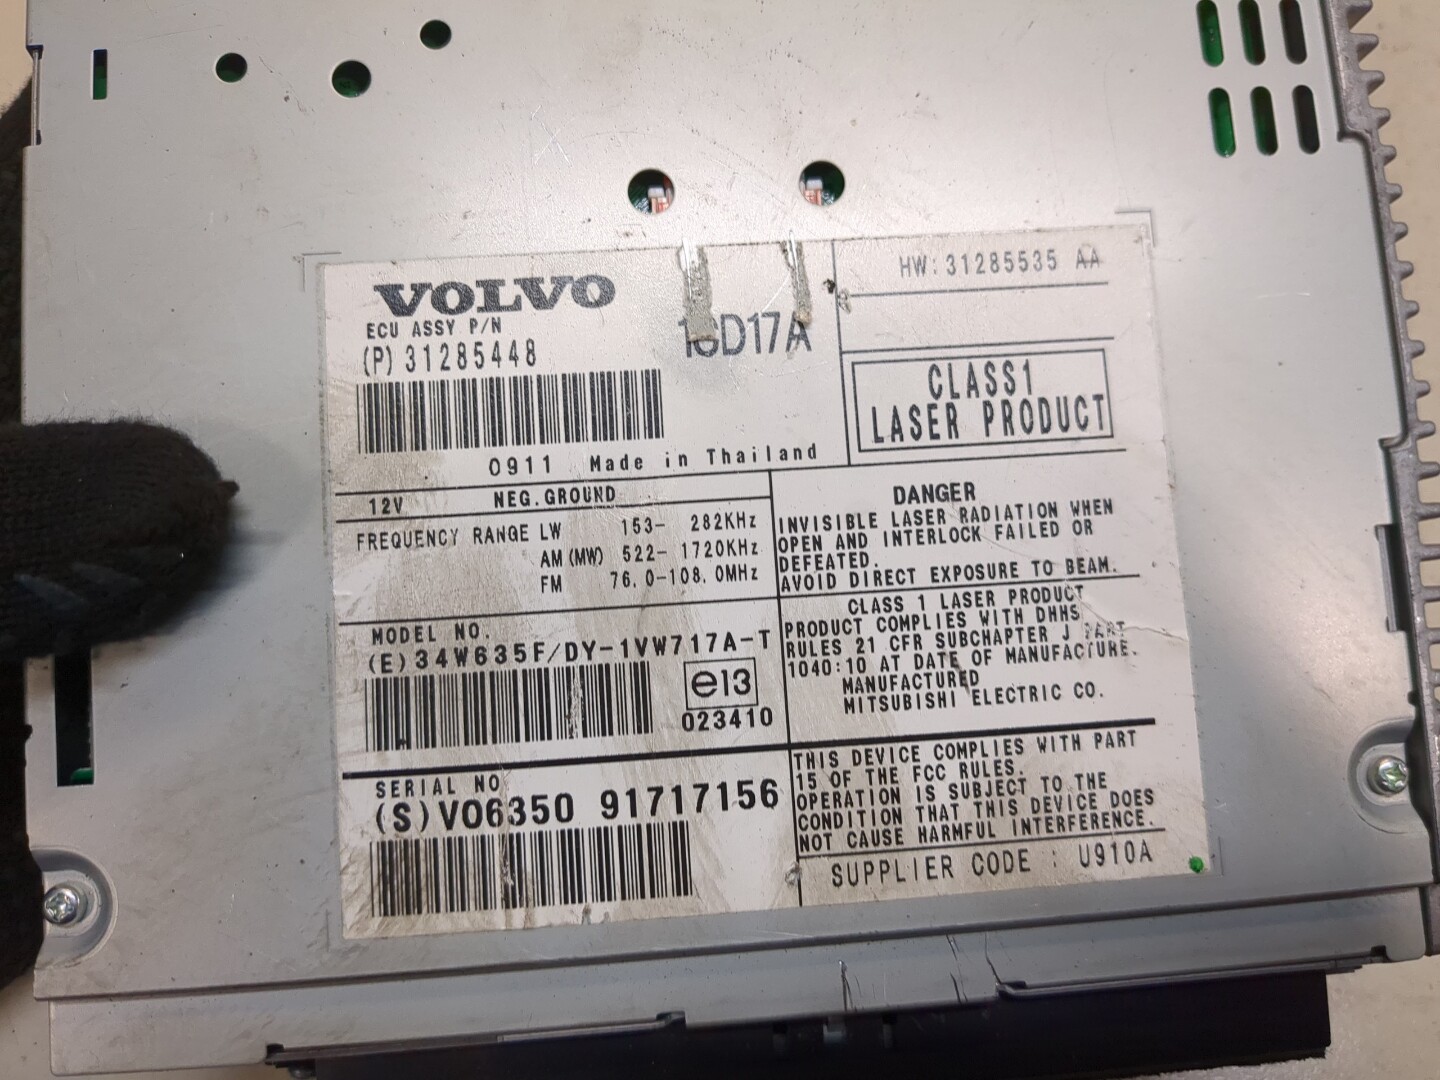 VOLVO
ECU ASSY P/N
(P) 31285448
D17A
0911 Made in Thailand
HW:31285535 AA
CLASS1
LASER PRODUCT
12V NEG.GROUND
FREQUENCY RANGE LW 153- 282KHz
AM (MW) 522- 1720KHz
FM 76.0-108.0MHz
DANGER
INVISIBLE LASER RADIATION WHEN
OPEN AND INTERLOCK FAILED OR
DEFEATED.
AVOID DIRECT EXPOSURE TO BEAM.
MODEL NO.
(E)34W635F/DY-1VW717A-T
e13
023410
CLASS 1 LASER PRODUCT
PRODUCT COMPLIES WITH DHHS
RULES 21 CFR SUBCHAPTER J PART
1040:10 AT DATE OF MANUFACTURE.
MANUFACTURED
MITSUBISHI ELECTRIC CO.
SERIAL NO
(S)VO6350 91717156
THIS DEVICE COMPLIES WITH PART
15 OF THE FCC RULES.
OPERATION IS SUBJECT TO THE
CONDITION THAT THIS DEVICE DOES
NOT CAUSE HARMFUL INTERFERENCE.
SUPPLIER CODE : U910A